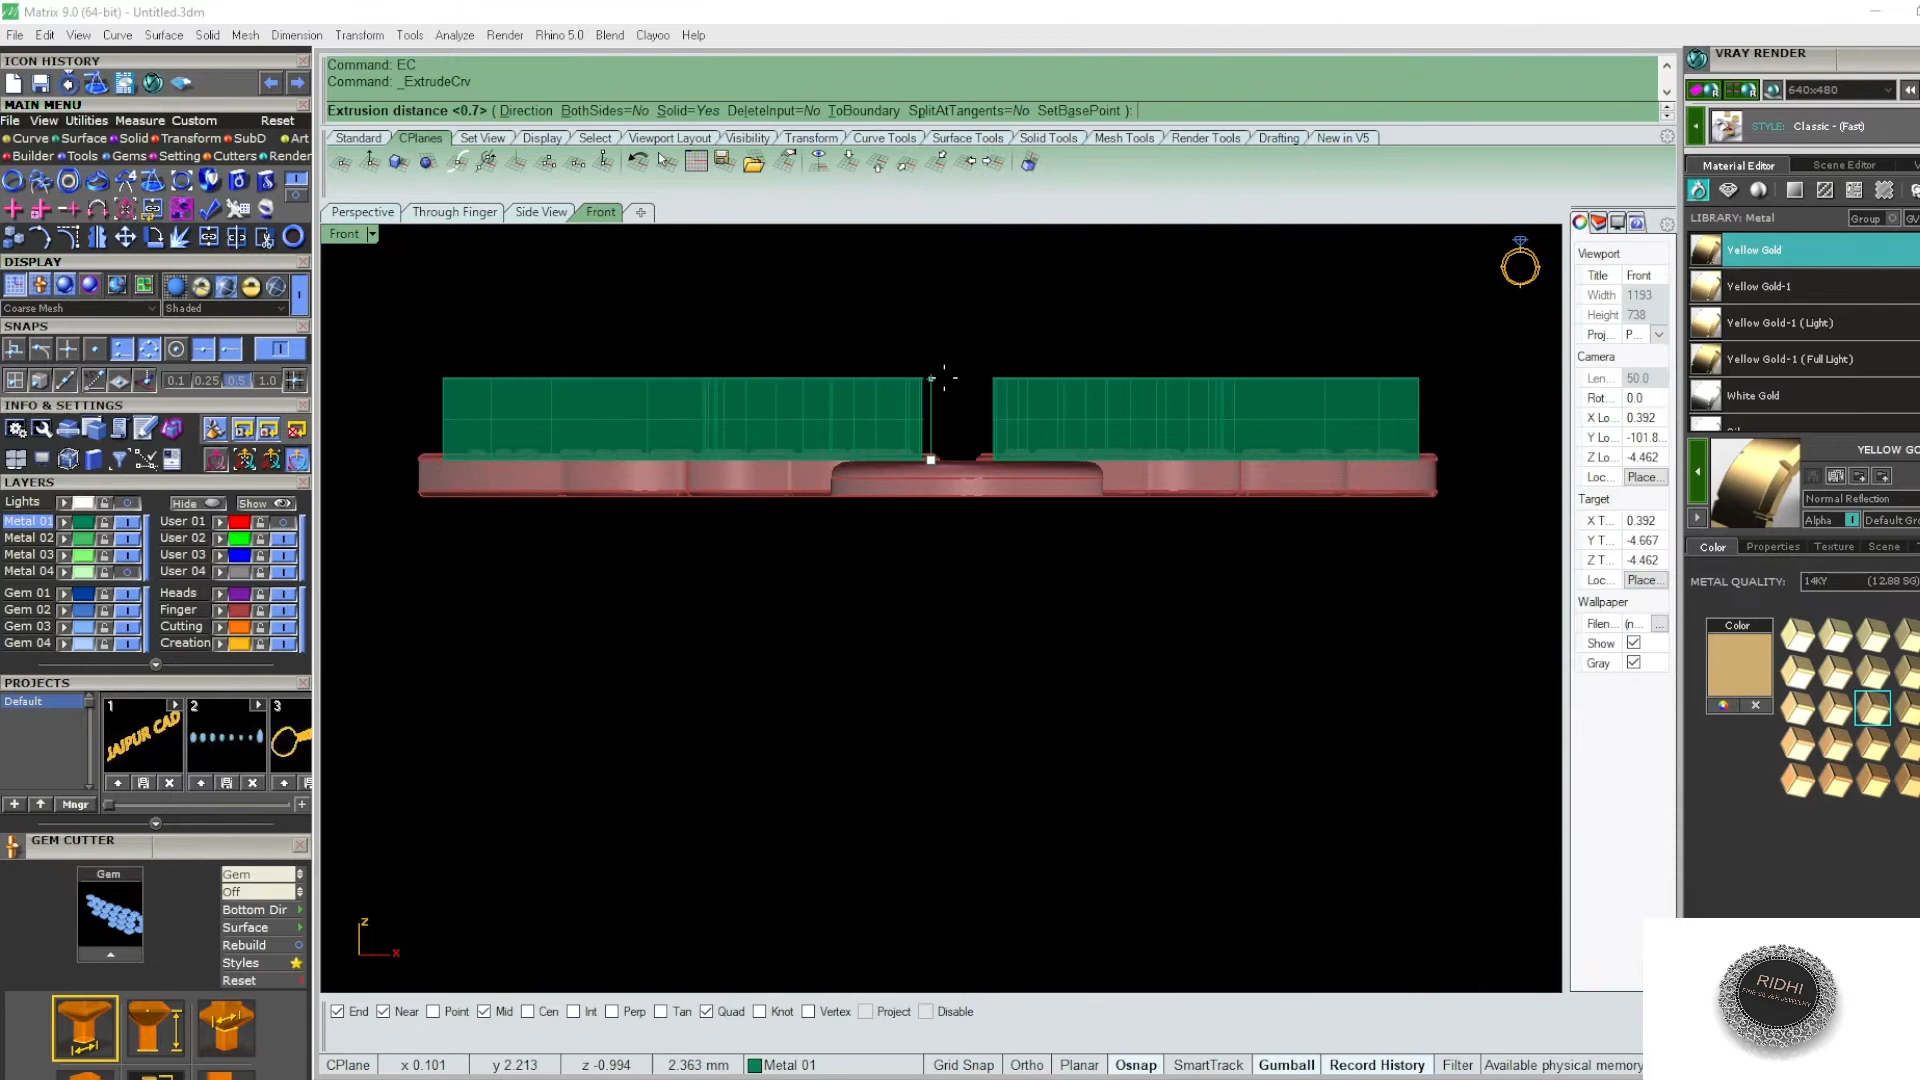 Matrix 9.0 (64-bit) - Untitled.3dm
File Edit View Curve Surface Solid Mesh Dimension Transform Tools Analyze Render Rhino 5.0 Blend Clayoo Help
ICON HISTORY
MAIN MENU
File View Utilities Measure Custom Reset
Curve Surface Solid Transform SubD Art
Builder Tools Gems Setting Cutters Render
DISPLAY
Coarse Mesh Shaded
SNAPS
0.1 0.25 0.5 1.0
INFO & SETTINGS
LAYERS
Lights Hide Show
Metal 01 User 01
Metal 02 User 02
Metal 03 User 03
Metal 04 User 04
Gem 01 Heads
Gem 02 Finger
Gem 03 Cutting
Gem 04 Creation
PROJECTS
Default
1 2 3
JAIPUR CAD
Mngr
GEM CUTTER
Gem Gem
Off
Bottom Dir
Surface
Rebuild
Styles
Reset
Command: EC
Command: _ExtrudeCrv
Extrusion distance <0.7> ( Direction BothSides=No Solid=Yes DeleteInput=No ToBoundary SplitAtTangents=No SetBasePoint ):
Standard CPlanes Set View Display Select Viewport Layout Visibility Transform Curve Tools Surface Tools Solid Tools Mesh Tools Render Tools Drafting New in V5
Perspective Through Finger Side View Front
Front
z
x
Viewport
Title Front
Width 1193
Height 738
Proj... P...
Camera
Len... 50.0
Rot... 0.0
X Lo... 0.392
Y Lo... -101.8...
Z Lo... -4.462
Loc... Place...
Target
X T... 0.392
Y T... -4.667
Z T... -4.462
Loc... Place...
Wallpaper
Filen... (n... ...
Show
Gray
VRAY RENDER
640x480
STYLE: Classic - (Fast)
Material Editor Scene Editor
LIBRARY: Metal Group GV
Yellow Gold
Yellow Gold-1
Yellow Gold-1 (Light)
Yellow Gold-1 (Full Light)
White Gold
YELLOW GO
Normal Reflection
Alpha Default Gro
Color Properties Texture Scene
METAL QUALITY: 14KY (12.88 SG)
Color
RIDHI
FINE SILVER JEWELRY
End Near Point Mid Cen Int Perp Tan Quad Knot Vertex Project Disable
CPlane x 0.101 y 2.213 z -0.994 2.363 mm Metal 01 Grid Snap Ortho Planar Osnap SmartTrack Gumball Record History Filter Available physical memory